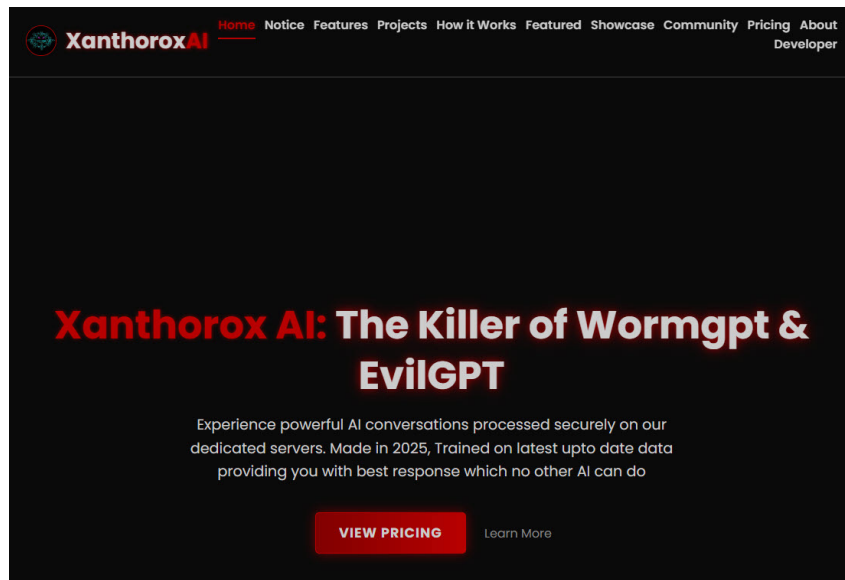 XanthoroxAI
Home Notice Features Projects How it Works Featured Showcase Community Pricing About
Developer
Xanthorox AI: The Killer of Wormgpt &
EvilGPT
Experience powerful AI conversations processed securely on our
dedicated servers. Made in 2025, Trained on latest upto date data
providing you with best response which no other AI can do
VIEW PRICING
Learn More